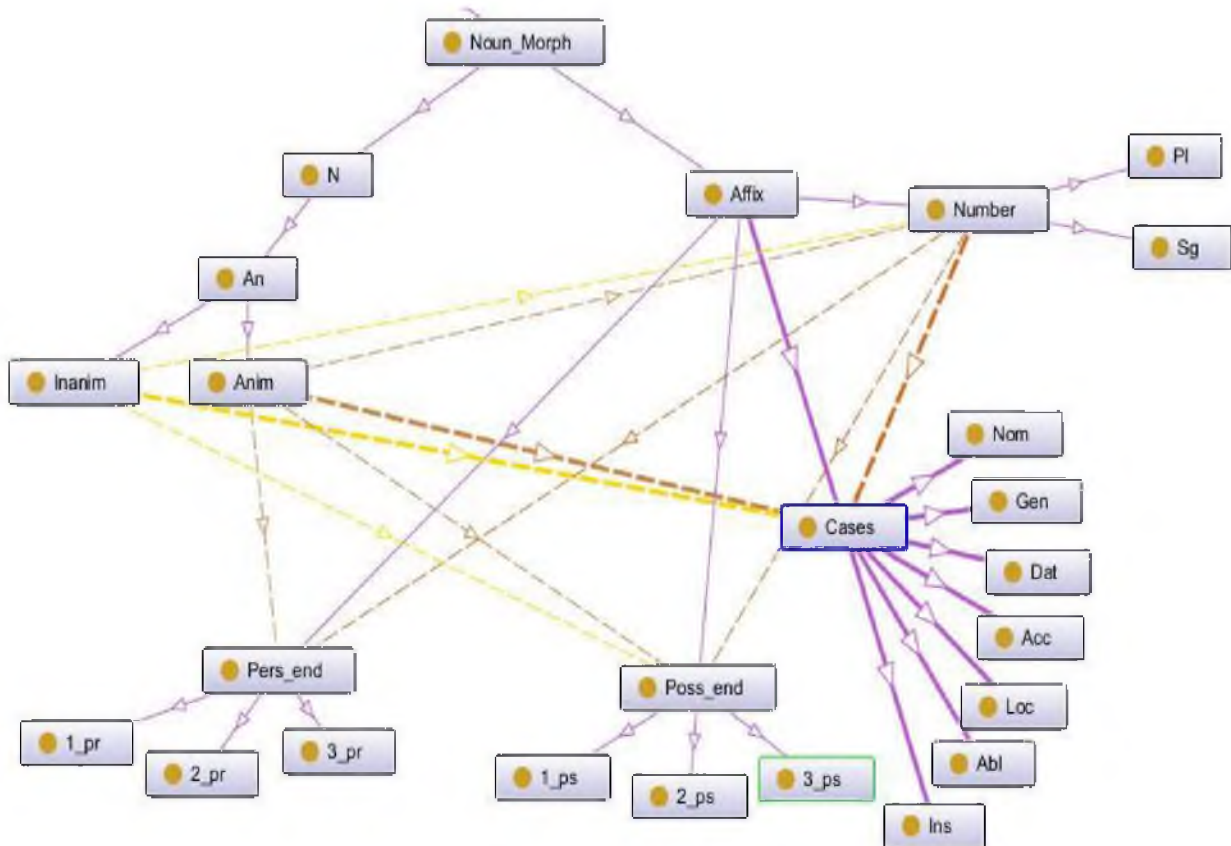 Noun_Morph
N
Affix
Number
Pl
Sg
An
Inanim
Anim
Nom
Gen
Cases
Dat
Acc
Pers_end
Poss_end
Loc
1_pr
2_pr
3_pr
1_ps
2_ps
3_ps
Abl
Ins